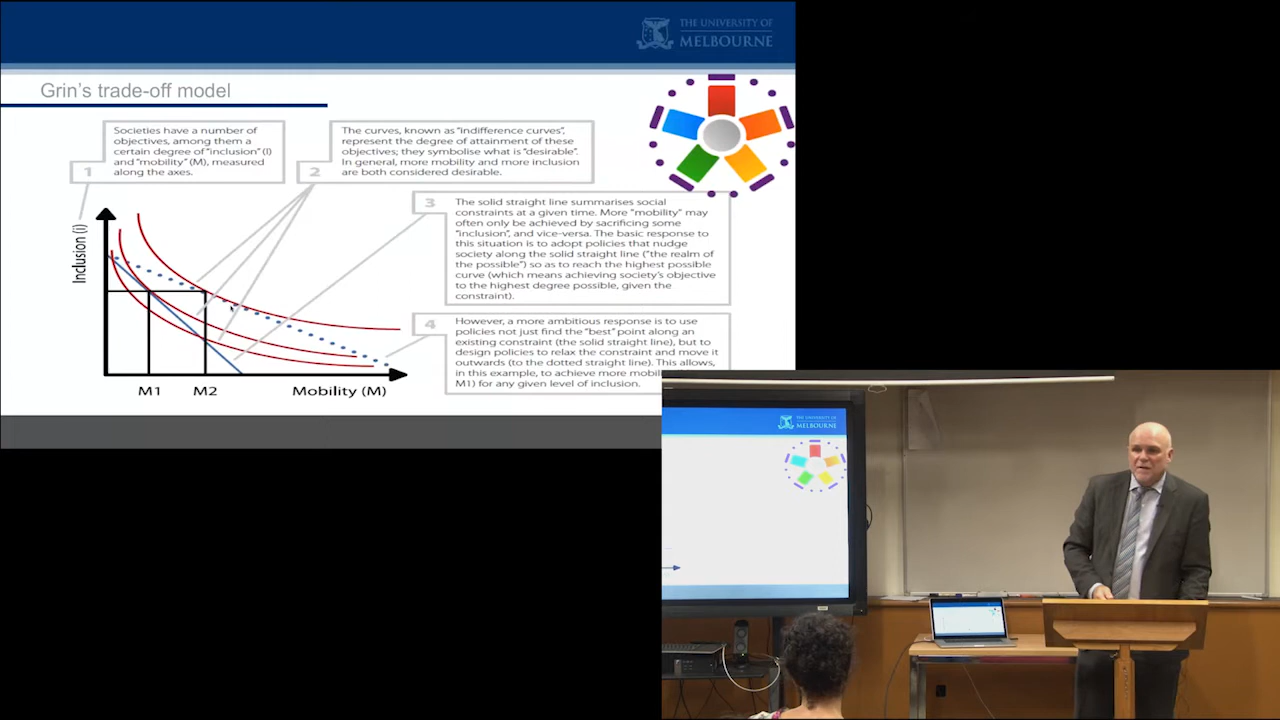 THE UNIVERSITY OF
MELBOURNE
Grin's trade-off model
1
Societies have a number of
objectives, among them a
certain degree of "inclusion" (I)
and "mobility" (M), measured
along the axes.
2
The curves, known as "indifference curves",
represent the degree of attainment of these
objectives; they symbolise what is "desirable".
In general, more mobility and more inclusion
are both considered desirable.
3
The solid straight line summarises social
constraints at a given time. More "mobility" may
often only be achieved by sacrificing some
"inclusion", and vice-versa. The basic response to
this situation is to adopt policies that nudge
society along the solid straight line ("the realm of
the possible") so as to reach the highest possible
curve (which means achieving society's objective
to the highest degree possible, given the
constraint).
4
However, a more ambitious response is to use
policies not just find the "best" point along an
existing constraint (the solid straight line), but to
design policies to relax the constraint and move it
outwards (to the dotted straight line). This allows,
in this example, to achieve more
M1) for any given level of inclusion.
Inclusion (i)
M1
M2
Mobility (M)
THE UNIVERSITY OF
MELBOURNE